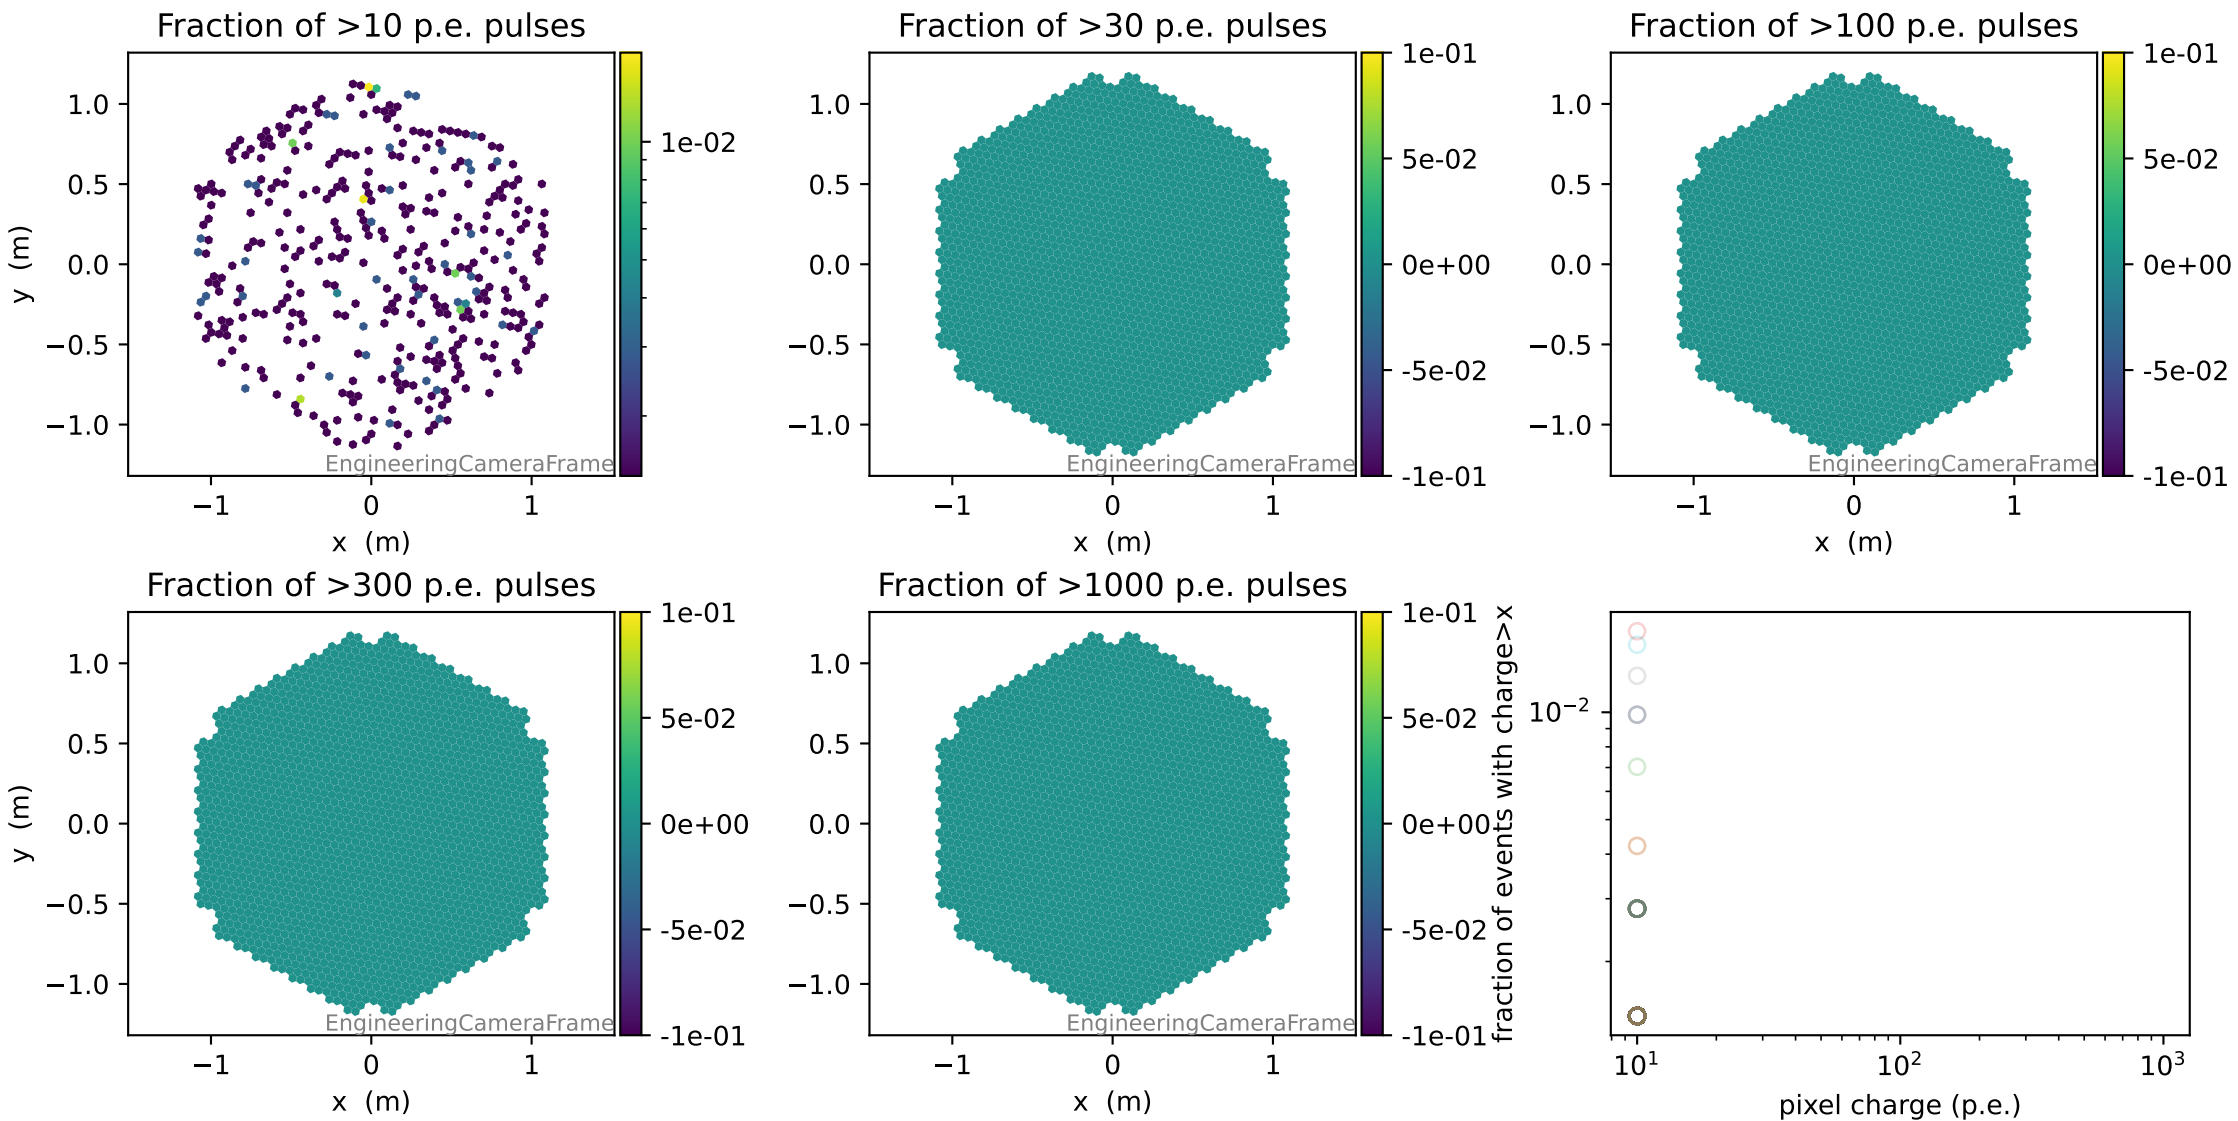 Fraction of >10 p.e. pulses
1.0
0.5
0.0
−0.5
−1.0
y (m)
−1
0
1
x (m)
EngineeringCameraFrame
1e-02
Fraction of >30 p.e. pulses
1.0
0.5
0.0
−0.5
−1.0
−1
0
1
x (m)
EngineeringCameraFrame
1e-01
5e-02
0e+00
-5e-02
-1e-01
Fraction of >100 p.e. pulses
1.0
0.5
0.0
−0.5
−1.0
−1
0
1
x (m)
EngineeringCameraFrame
1e-01
5e-02
0e+00
-5e-02
-1e-01
Fraction of >300 p.e. pulses
1.0
0.5
0.0
−0.5
−1.0
y (m)
−1
0
1
x (m)
EngineeringCameraFrame
1e-01
5e-02
0e+00
-5e-02
-1e-01
Fraction of >1000 p.e. pulses
1.0
0.5
0.0
−0.5
−1.0
−1
0
1
x (m)
EngineeringCameraFrame
1e-01
5e-02
0e+00
-5e-02
-1e-01
fraction of events with charge>x
10⁻²
10¹
10²
10³
pixel charge (p.e.)